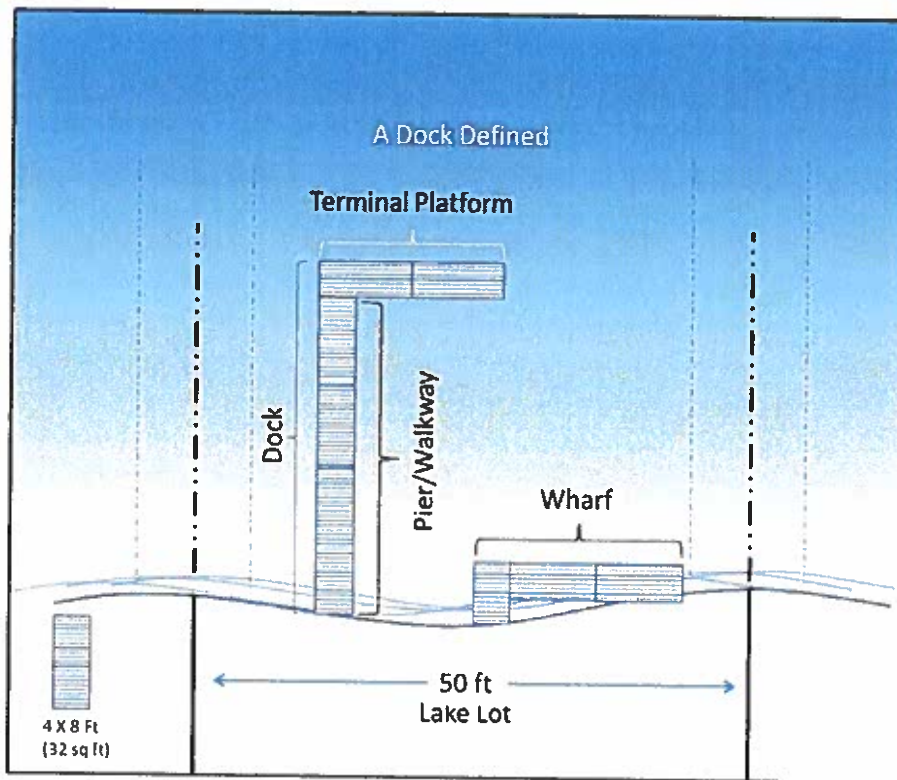 A Dock Defined
Terminal Platform
Dock
Pier/Walkway
Wharf
50 ft
Lake Lot
4 X 8 Ft
(32 sq ft)